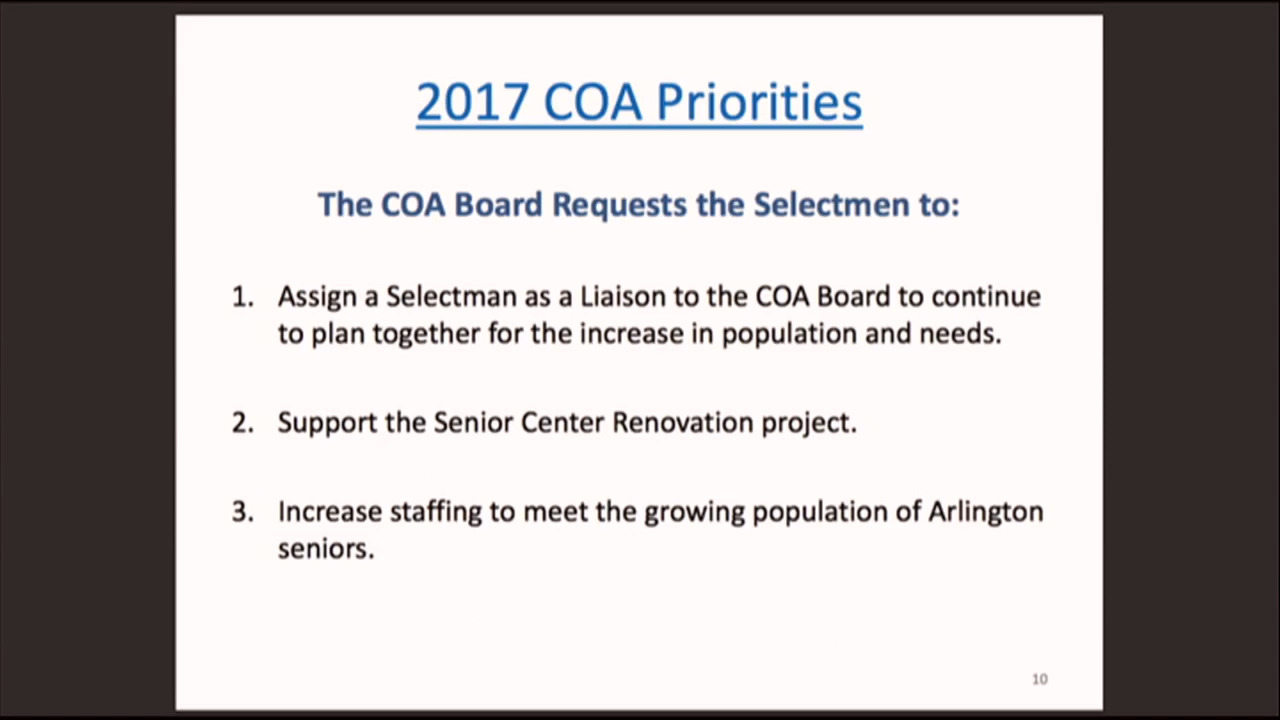 2017 COA Priorities
The COA Board Requests the Selectmen to:
1. Assign a Selectman as a Liaison to the COA Board to continue
to plan together for the increase in population and needs.
2. Support the Senior Center Renovation project.
3. Increase staffing to meet the growing population of Arlington
seniors.
10